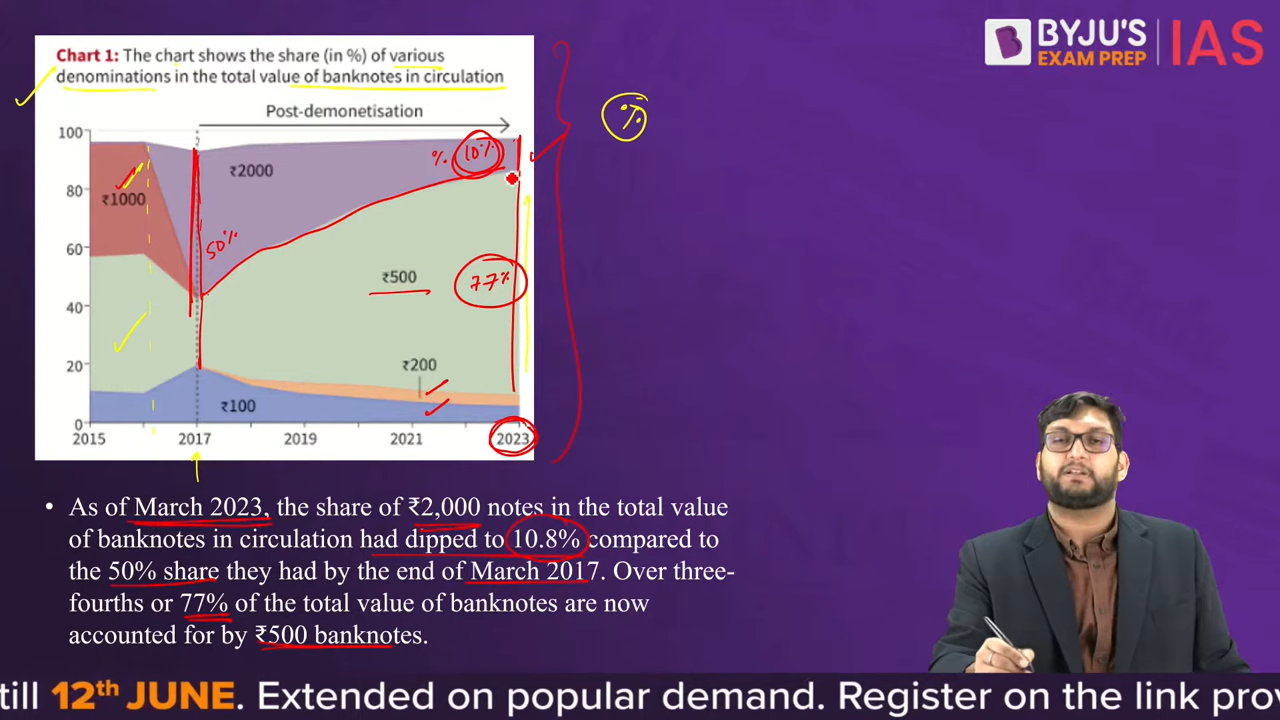 BYJU'S
EXAM PREP
IAS
Chart 1: The chart shows the share (in %) of various
denominations in the total value of banknotes in circulation
Post-demonetisation
100
80
60
40
20
0
₹2000
₹1000
₹500
₹200
₹100
% 10%
50%
77%
%
2015
2017
2019
2021
2023
• As of March 2023, the share of ₹2,000 notes in the total value
of banknotes in circulation had dipped to 10.8% compared to
the 50% share they had by the end of March 2017. Over three-
fourths or 77% of the total value of banknotes are now
accounted for by ₹500 banknotes.
till 12th JUNE. Extended on popular demand. Register on the link pro